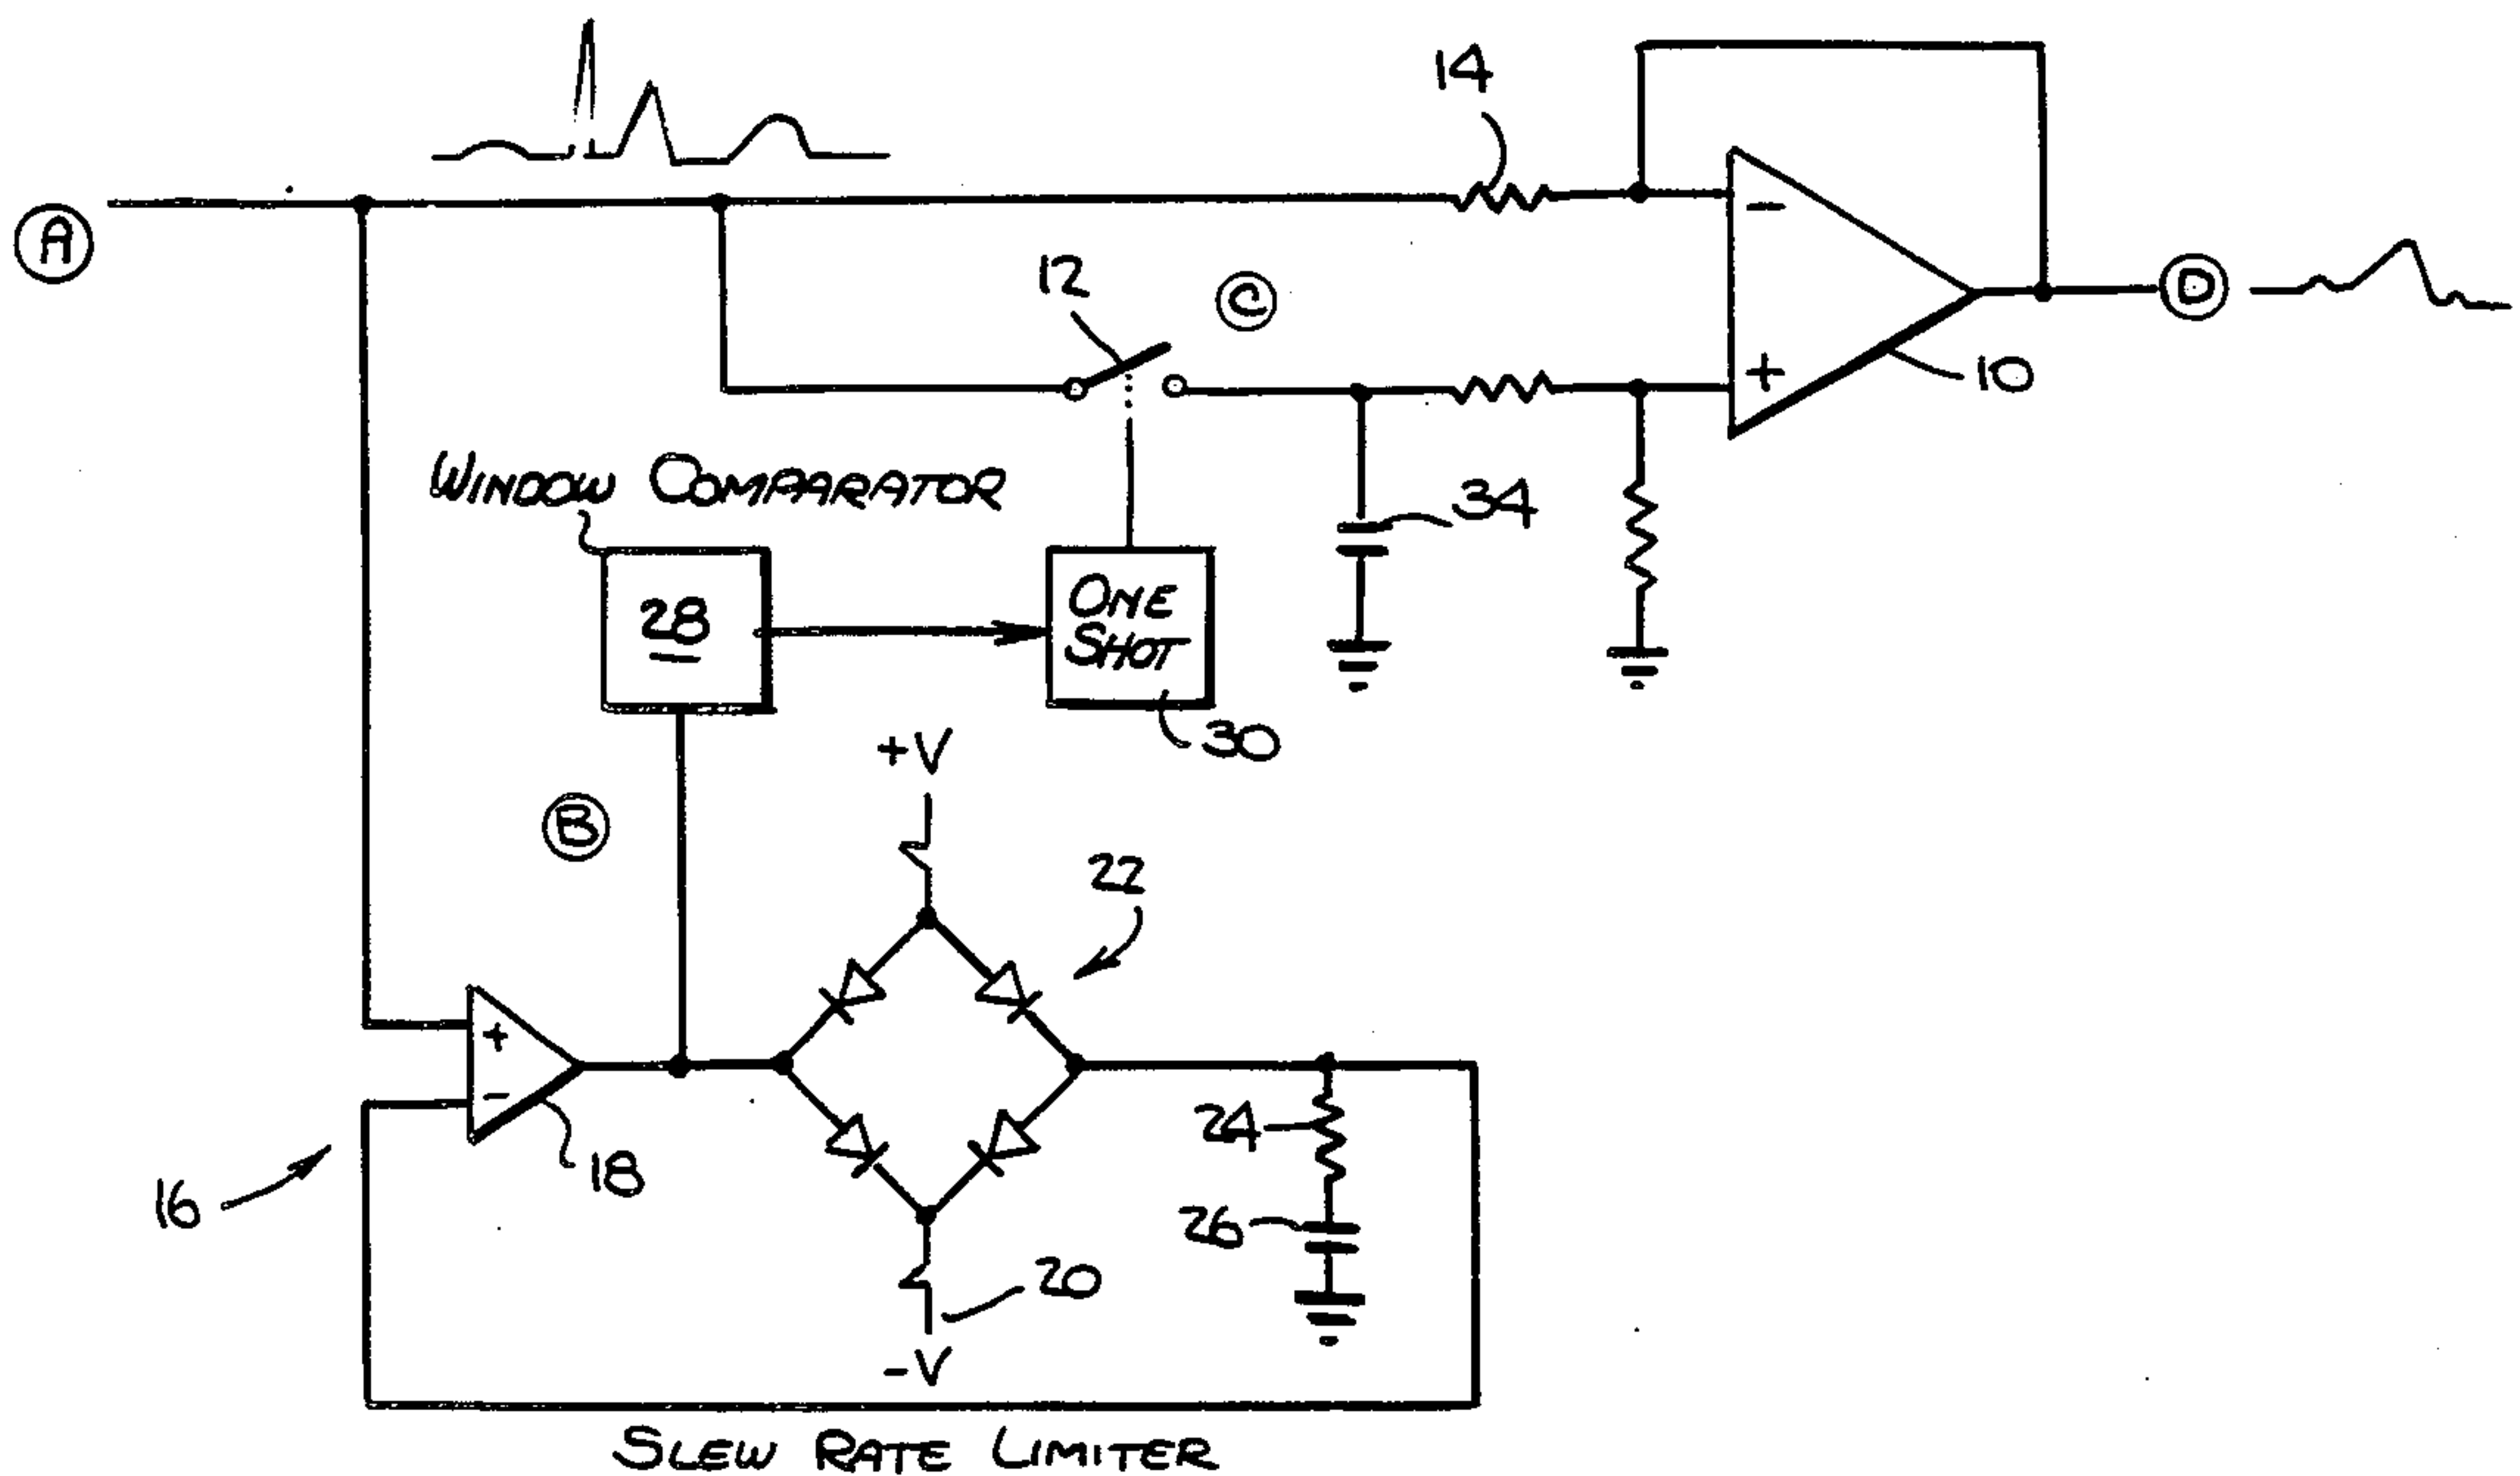 14
A
12
C
-
D
+
10
WINDOW COMPARATOR
34
28
ONE
SHOT
30
+V
B
22
+
-
18
24
16
26
20
-V
SLEW RATE LIMITER